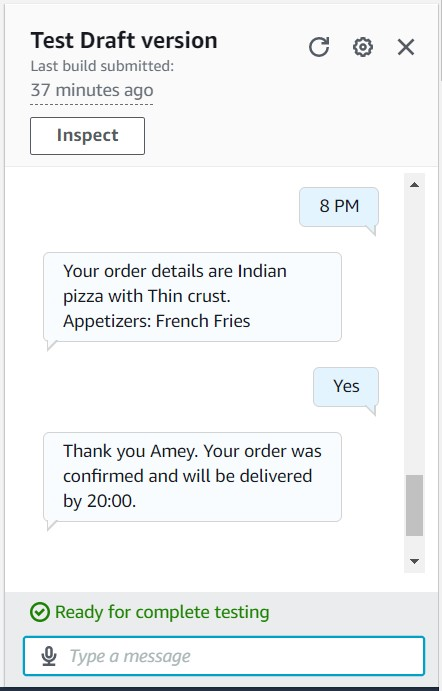 Test Draft version
Last build submitted:
37 minutes ago
Inspect
8 PM
Your order details are Indian
pizza with Thin crust.
Appetizers: French Fries
Yes
Thank you Amey. Your order was
confirmed and will be delivered
by 20:00.
Ready for complete testing
Type a message